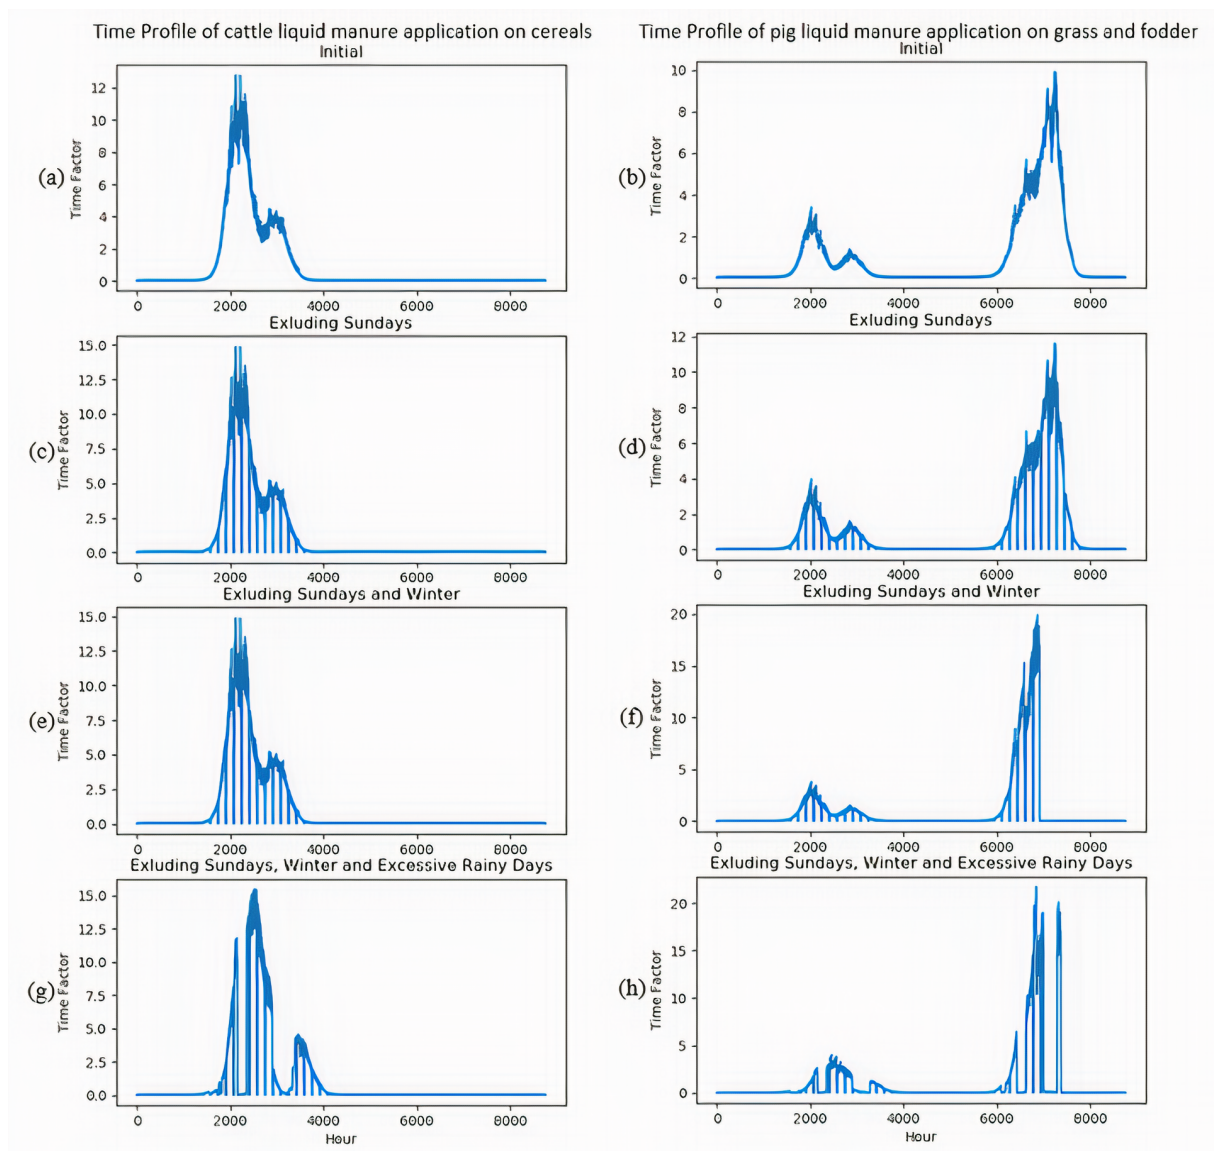 Time Profile of cattle liquid manure application on cereals
Initial
(a)
Time Factor
12
10
8
6
4
2
0
0 2000 4000 6000 8000
Time Profile of pig liquid manure application on grass and fodder
Initial
(b)
Time Factor
10
8
6
4
2
0
0 2000 4000 6000 8000
Exluding Sundays
(c)
Time Factor
15.0
12.5
10.0
7.5
5.0
2.5
0.0
0 2000 4000 6000 8000
Exluding Sundays
(d)
Time Factor
12
10
8
6
4
2
0
0 2000 4000 6000 8000
Exluding Sundays and Winter
(e)
Time Factor
15.0
12.5
10.0
7.5
5.0
2.5
0.0
0 2000 4000 6000 8000
Exluding Sundays and Winter
(f)
Time Factor
20
15
10
5
0
0 2000 4000 6000 8000
Exluding Sundays, Winter and Excessive Rainy Days
(g)
Time Factor
15.0
12.5
10.0
7.5
5.0
2.5
0.0
0 2000 4000 6000 8000
Hour
Exluding Sundays, Winter and Excessive Rainy Days
(h)
Time Factor
20
15
10
5
0
0 2000 4000 6000 8000
Hour